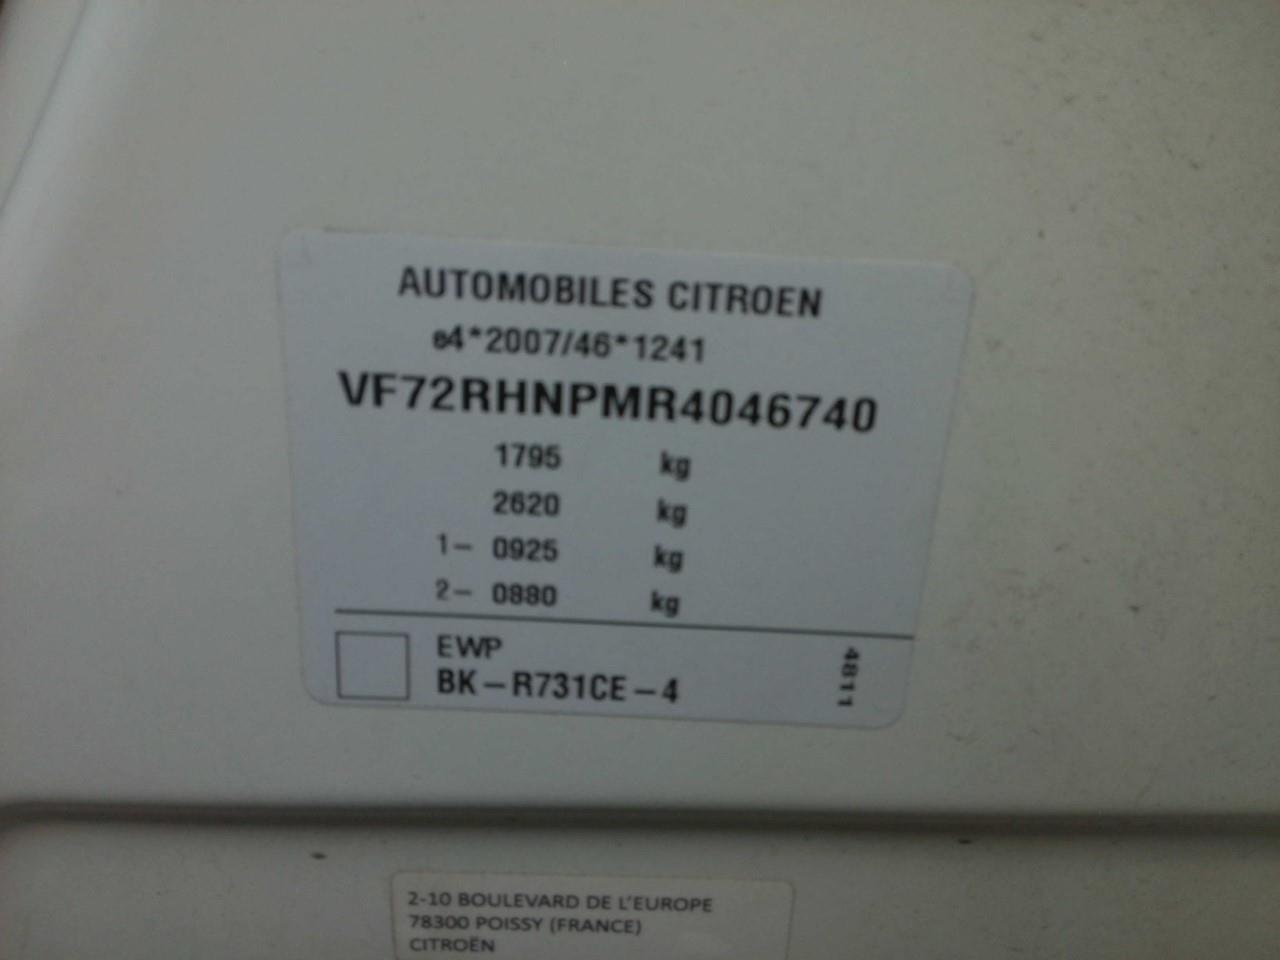 AUTOMOBILES CITROEN
e4*2007/46*1241
VF72RHNPMR4046740
1795 kg
2620 kg
1- 0925 kg
2- 0880 kg
EWP
BK-R731CE-4
4811
2-10 BOULEVARD DE L'EUROPE
78300 POISSY (FRANCE)
CITROËN